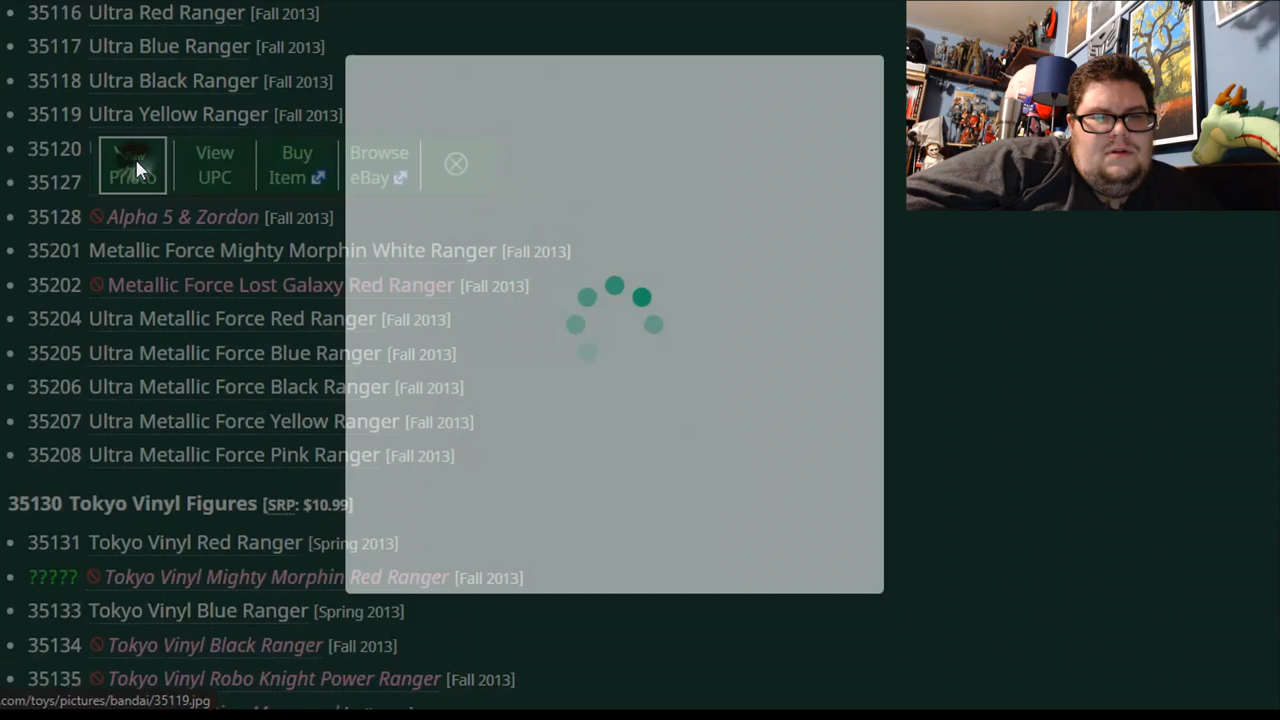 35116 Ultra Red Ranger [Fall 2013]
35117 Ultra Blue Ranger [Fall 2013]
35118 Ultra Black Ranger [Fall 2013]
35119 Ultra Yellow Ranger [Fall 2013]
35120
Photo View UPC Buy Item Browse eBay
35127
35128 Alpha 5 & Zordon [Fall 2013]
35201 Metallic Force Mighty Morphin White Ranger [Fall 2013]
35202 Metallic Force Lost Galaxy Red Ranger [Fall 2013]
35204 Ultra Metallic Force Red Ranger [Fall 2013]
35205 Ultra Metallic Force Blue Ranger [Fall 2013]
35206 Ultra Metallic Force Black Ranger [Fall 2013]
35207 Ultra Metallic Force Yellow Ranger [Fall 2013]
35208 Ultra Metallic Force Pink Ranger [Fall 2013]
35130 Tokyo Vinyl Figures [SRP: $10.99]
35131 Tokyo Vinyl Red Ranger [Spring 2013]
????? Tokyo Vinyl Mighty Morphin Red Ranger [Fall 2013]
35133 Tokyo Vinyl Blue Ranger [Spring 2013]
35134 Tokyo Vinyl Black Ranger [Fall 2013]
35135 Tokyo Vinyl Robo Knight Power Ranger [Fall 2013]
.com/toys/pictures/bandai/35119.jpg